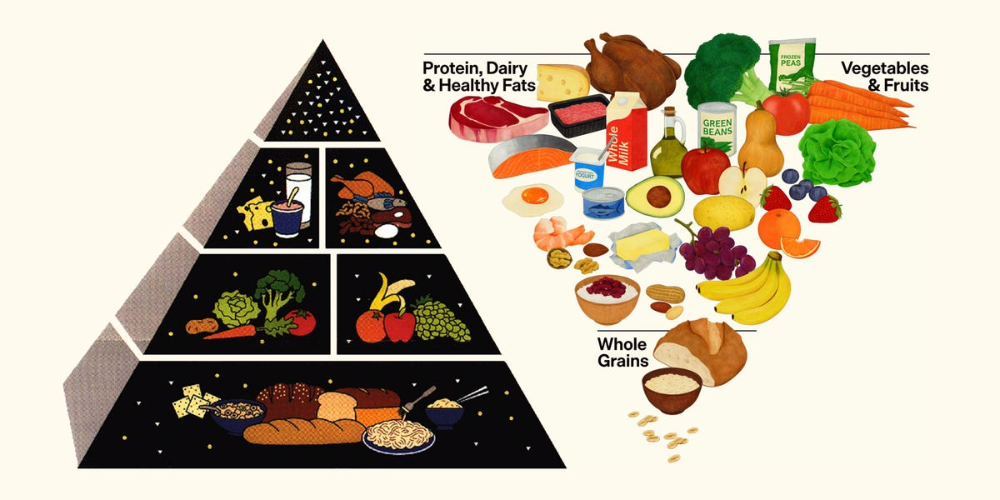 Protein, Dairy
& Healthy Fats
Vegetables
& Fruits
FROZEN
PEAS
Whole
Milk
GREEN
BEANS
YOGURT
Whole
Grains